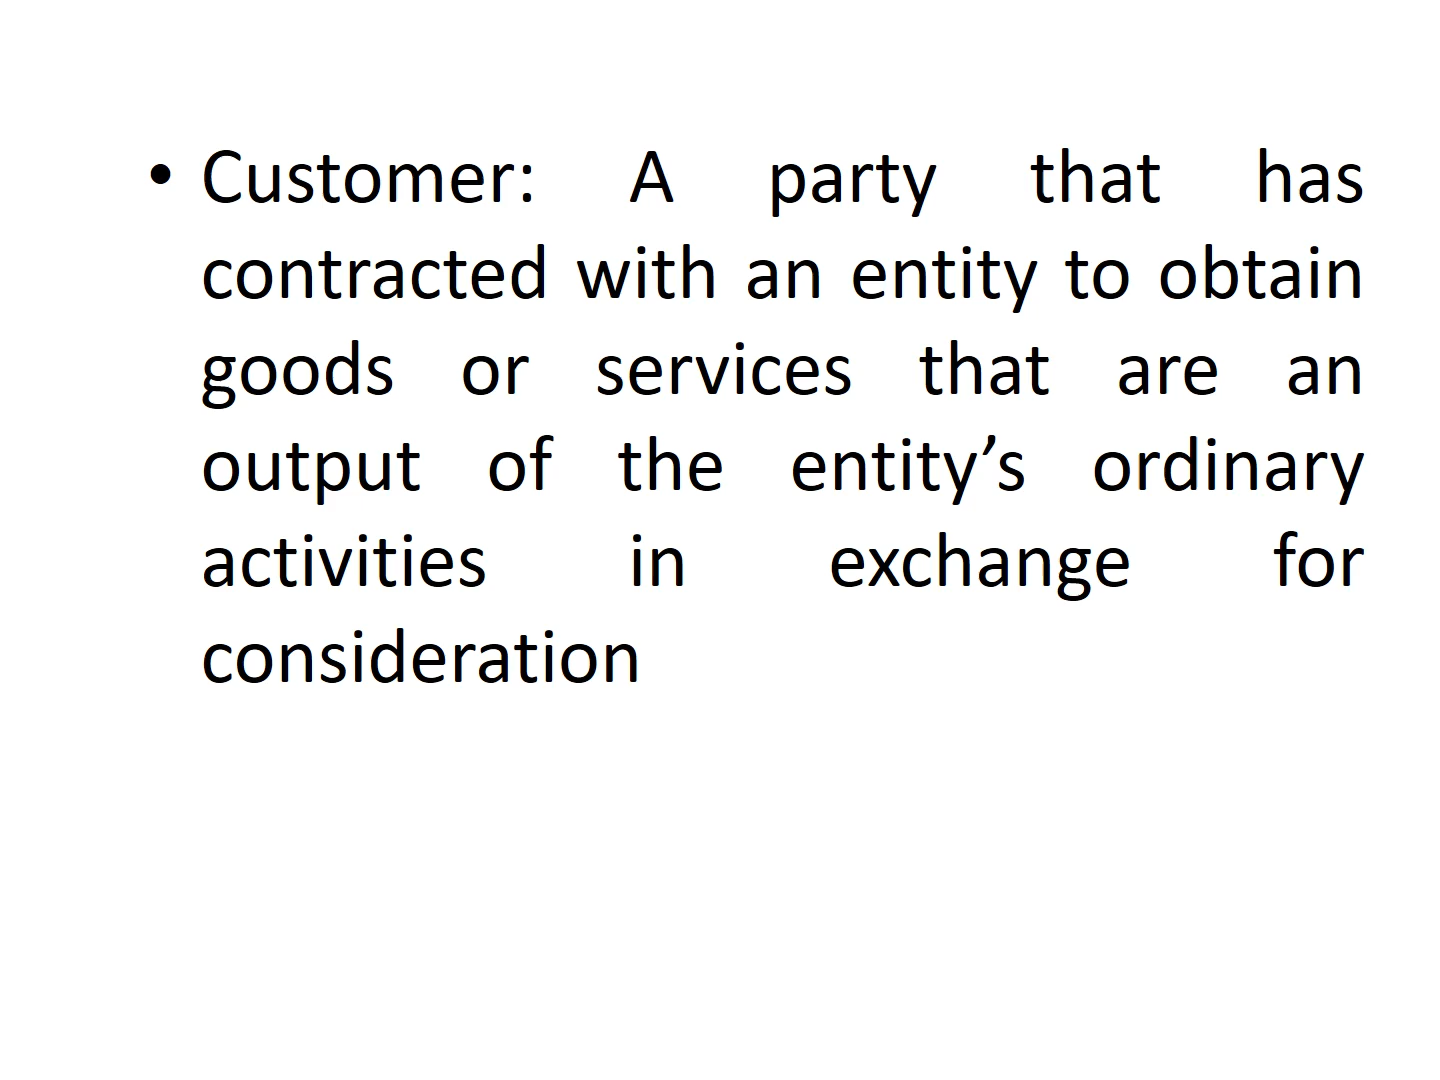 • Customer: A party that has
contracted with an entity to obtain
goods or services that are an
output of the entity’s ordinary
activities in exchange for
consideration